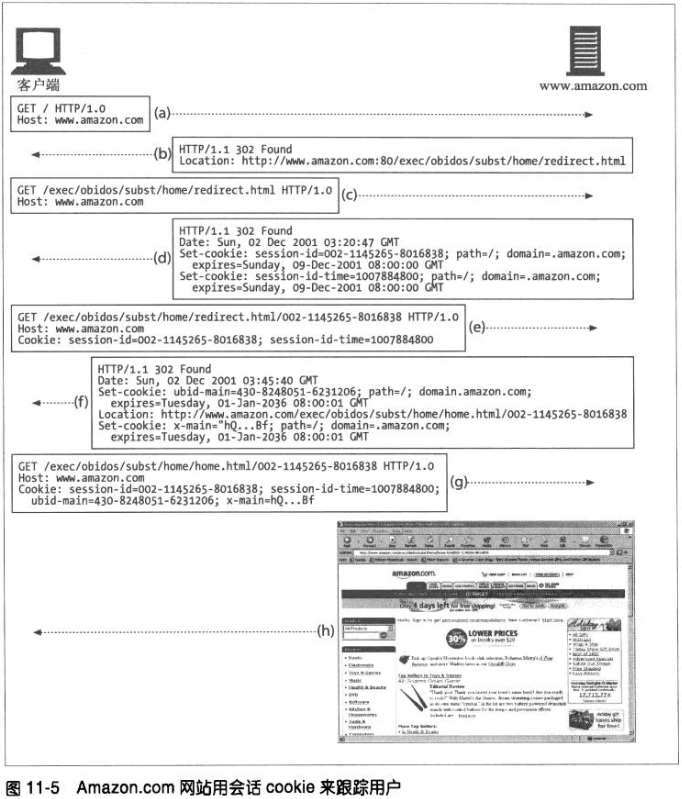 客户端
www.amazon.com
GET / HTTP/1.0
Host: www.amazon.com
(a)
(b)
HTTP/1.1 302 Found
Location: http://www.amazon.com:80/exec/obidos/subst/home/redirect.html
GET /exec/obidos/subst/home/redirect.html HTTP/1.0
Host: www.amazon.com
(c)
(d)
HTTP/1.1 302 Found
Date: Sun, 02 Dec 2001 03:20:47 GMT
Set-cookie: session-id=002-1145265-8016838; path=/; domain=.amazon.com;
expires=Sunday, 09-Dec-2001 08:00:00 GMT
Set-cookie: session-id-time=1007884800; path=/; domain=.amazon.com;
expires=Sunday, 09-Dec-2001 08:00:00 GMT
GET /exec/obidos/subst/home/redirect.html/002-1145265-8016838 HTTP/1.0
Host: www.amazon.com
Cookie: session-id=002-1145265-8016838; session-id-time=1007884800
(e)
(f)
HTTP/1.1 302 Found
Date: Sun, 02 Dec 2001 03:45:40 GMT
Set-cookie: ubid-main=430-8248051-6231206; path=/; domain.amazon.com;
expires=Tuesday, 01-Jan-2036 08:00:01 GMT
Location: http://www.amazon.com/exec/obidos/subst/home/home.html/002-1145265-8016838
Set-cookie: x-main="hQ...Bf; path=/; domain=.amazon.com;
expires=Tuesday, 01-Jan-2036 08:00:01 GMT
GET /exec/obidos/subst/home/home.html/002-1145265-8016838 HTTP/1.0
Host: www.amazon.com
Cookie: session-id=002-1145265-8016838; session-id-time=1007884800;
ubid-main=430-8248051-6231206; x-main=hQ...Bf
(g)
(h)
amazon.com.
4 days left for free shipping!
30%
LOWER PRICES
on books over $20
Editorial Review
17,713,724
More Top Sellers:
图 11-5 Amazon.com 网站用会话 cookie 来跟踪用户